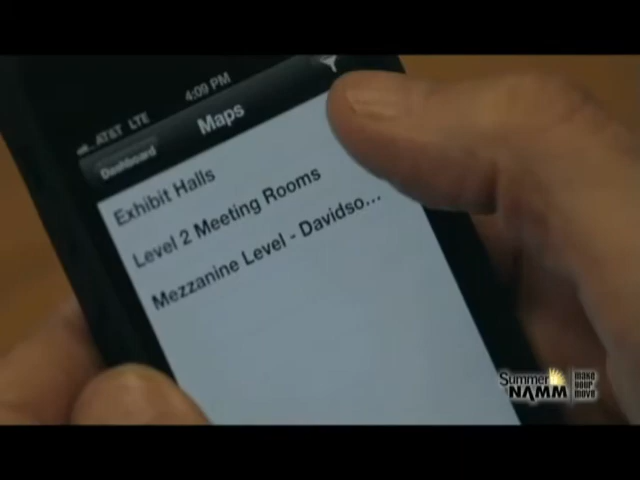 AT&T LTE 4:09 PM
Dashboard Maps
Exhibit Halls
Level 2 Meeting Rooms
Mezzanine Level - Davidso...
Summer NAMM
make your move